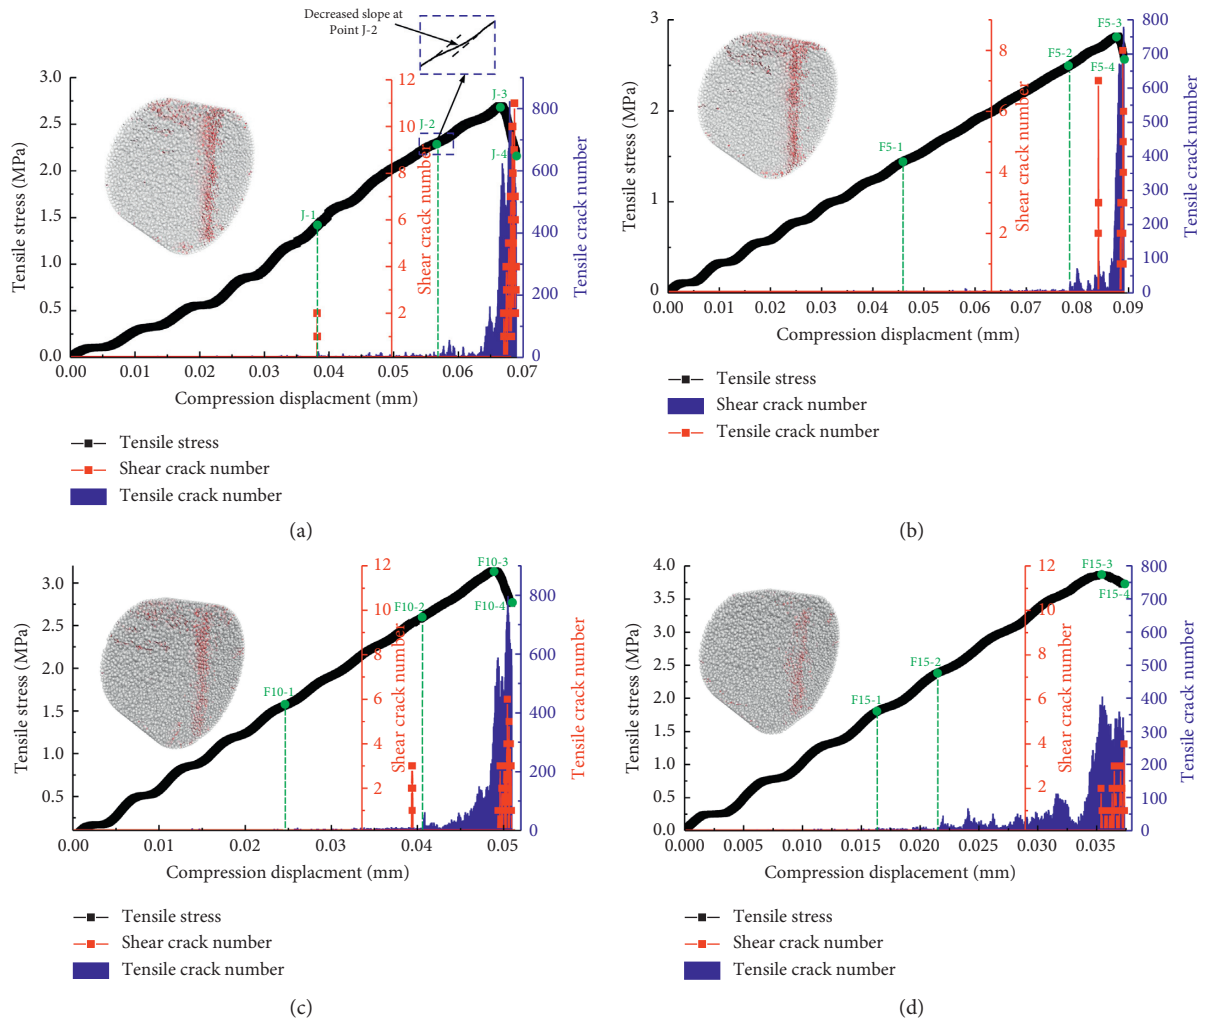 Decreased slope at
Point J-2
Tensile stress (MPa)
3.0
2.5
2.0
1.5
1.0
0.5
0.0
J-1
J-2
J-3
J-4
12
10
8
6
4
2
Shear crack number
800
600
400
200
0
Tensile crack number
0.00 0.01 0.02 0.03 0.04 0.05 0.06 0.07
Compression displacment (mm)
Tensile stress
Shear crack number
Tensile crack number
(a)
Tensile stress (MPa)
3
2
1
0
F5-1
F5-2
F5-3
F5-4
8
6
4
2
Shear crack number
800
700
600
500
400
300
200
100
0
Tensile crack number
0.00 0.01 0.02 0.03 0.04 0.05 0.06 0.07 0.08 0.09
Compression displacment (mm)
Tensile stress
Shear crack number
Tensile crack number
(b)
Tensile stress (MPa)
3.0
2.5
2.0
1.5
1.0
0.5
F10-1
F10-2
F10-3
F10-4
12
10
8
6
4
2
Shear crack number
900
800
700
600
500
400
300
200
100
0
Tensile crack number
0.00 0.01 0.02 0.03 0.04 0.05
Compression displacment (mm)
Tensile stress
Shear crack number
Tensile crack number
(c)
Tensile stress (MPa)
4.0
3.5
3.0
2.5
2.0
1.5
1.0
0.5
0.0
F15-1
F15-2
F15-3
F15-4
12
10
8
6
4
2
Shear crack number
800
700
600
500
400
300
200
100
0
Tensile crack number
0.000 0.005 0.010 0.015 0.020 0.025 0.030 0.035
Compression displacement (mm)
Tensile stress
Shear crack number
Tensile crack number
(d)